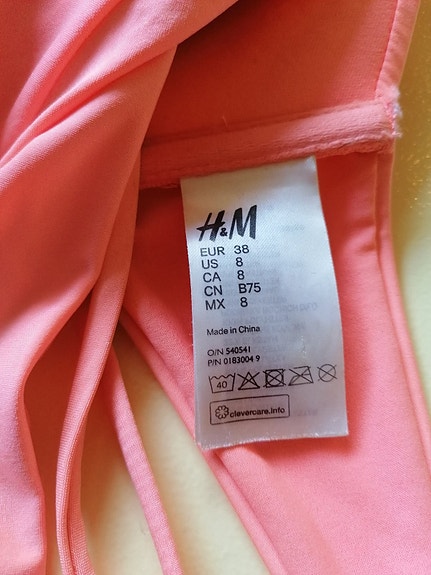 H&M
EUR 38
US 8
CA 8
CN B75
MX 8
Made in China
O/N 540541
P/N 0183004 9
40
clevercare.info